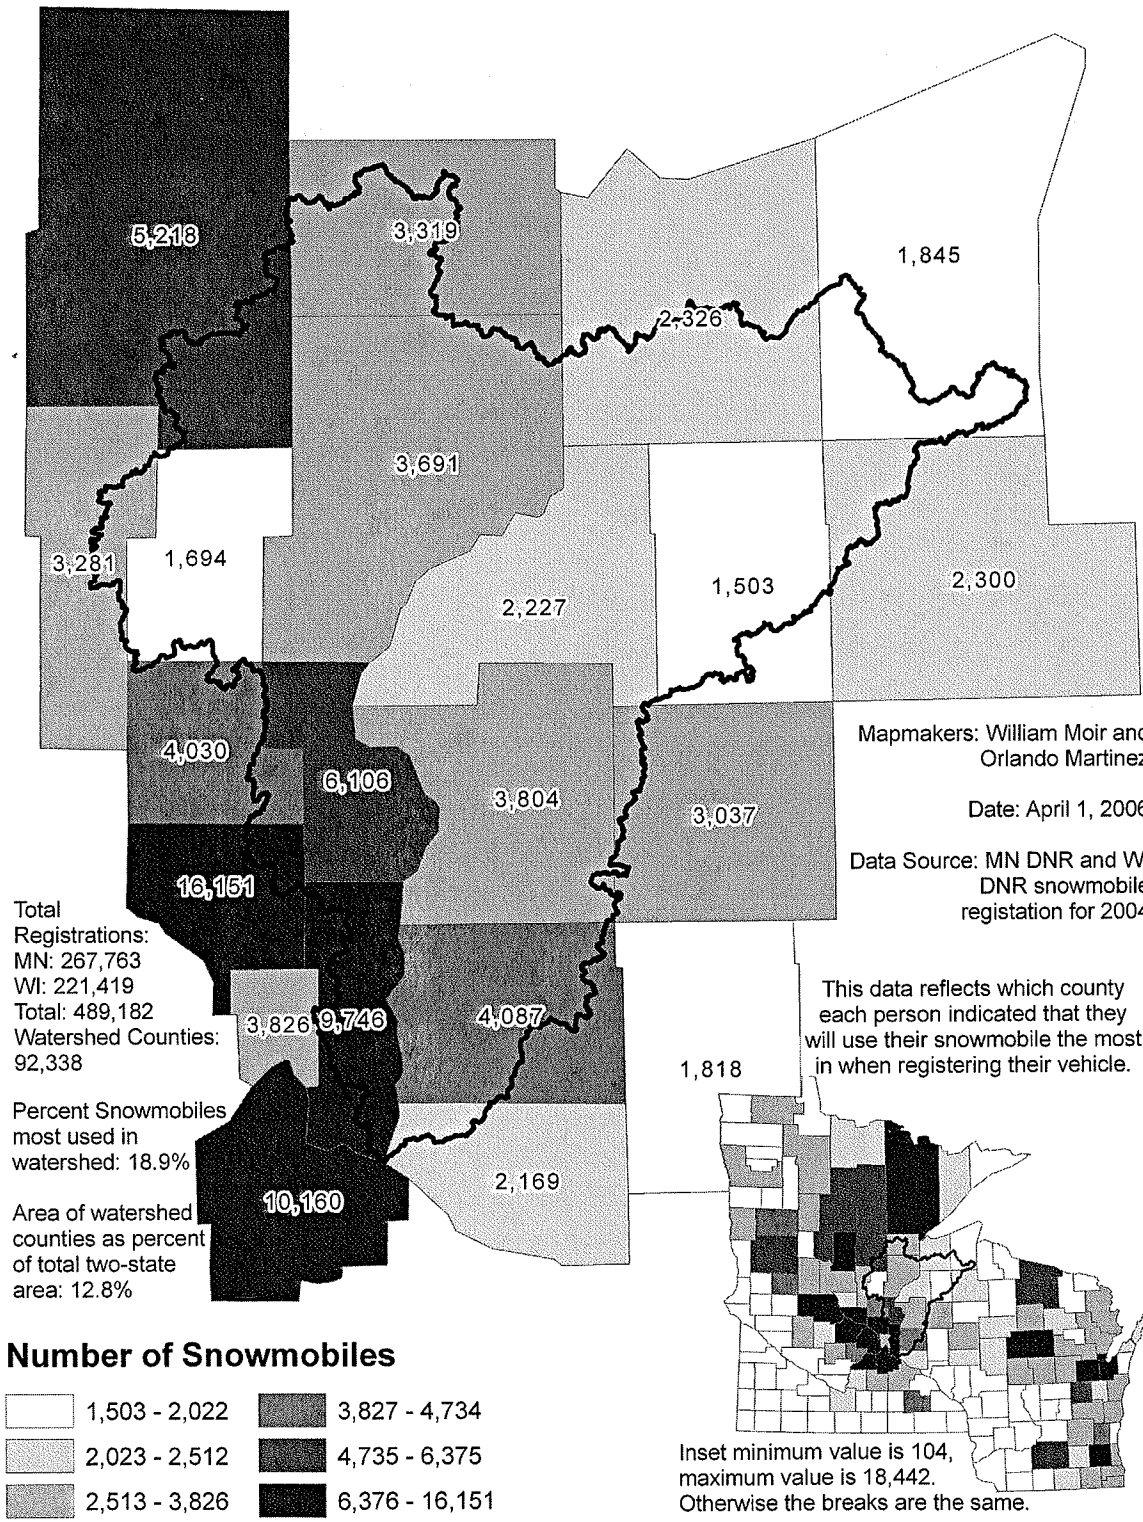 5,218
3,319
1,845
2,326
3,691
3,281
1,694
2,227
1,503
2,300
4,030
6,106
3,804
3,037
Mapmakers: William Moir and
Orlando Martinez
Date: April 1, 2006
Data Source: MN DNR and W
DNR snowmobile
registation for 2004
16,151
Total
Registrations:
MN: 267,763
WI: 221,419
Total: 489,182
Watershed Counties:
92,338
3,826
9,746
4,087
1,818
This data reflects which county
each person indicated that they
will use their snowmobile the most
in when registering their vehicle.
Percent Snowmobiles
most used in
watershed: 18.9%
Area of watershed
counties as percent
of total two-state
area: 12.8%
10,160
2,169
Number of Snowmobiles
1,503 - 2,022
2,023 - 2,512
2,513 - 3,826
3,827 - 4,734
4,735 - 6,375
6,376 - 16,151
Inset minimum value is 104,
maximum value is 18,442.
Otherwise the breaks are the same.